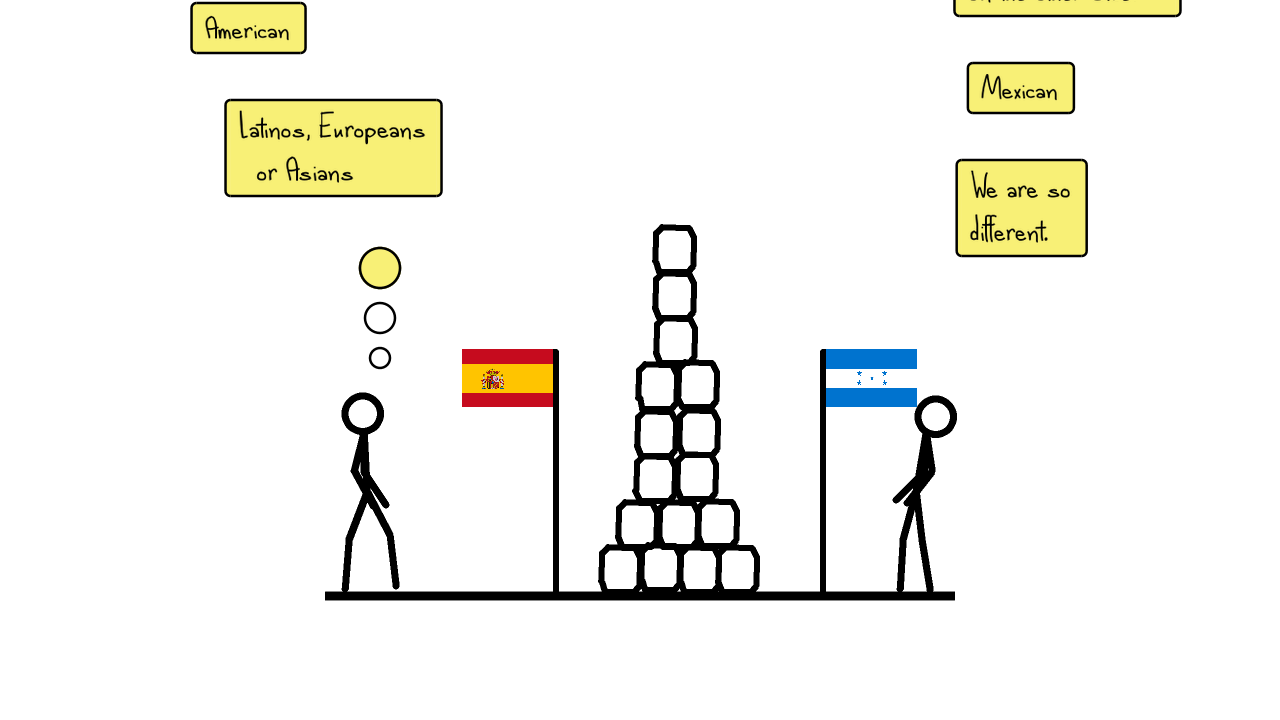 American
Latinos, Europeans
or Asians
Mexican
We are so
different.